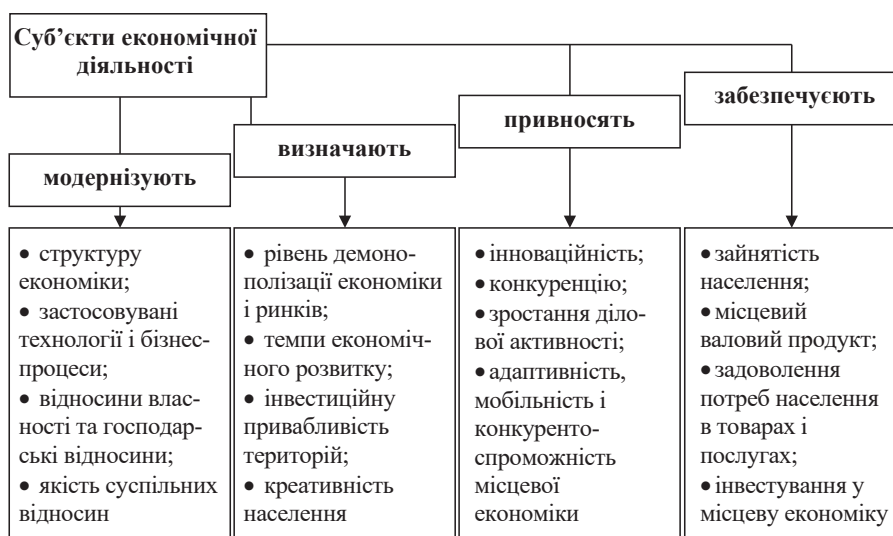 Суб’єкти економічної
діяльності
модернізують
визначають
привносять
забезпечуєють
• структуру
економіки;
• застосовувані
технології і бізнес-
процеси;
• відносини влас-
ності та господар-
ські відносини;
• якість суспільних
відносин
• рівень демоно-
полізації економіки
і ринків;
• темпи економіч-
ного розвитку;
• інвестиційну
привабливість
територій;
• креативність
населення
• інноваційність;
• конкуренцію;
• зростання діло-
вої активності;
• адаптивність,
мобільність і
конкуренто-
спроможність
місцевої
економіки
• зайнятість
населення;
• місцевий
валовий продукт;
• задоволення
потреб населення
в товарах і
послугах;
• інвестування у
місцеву економіку